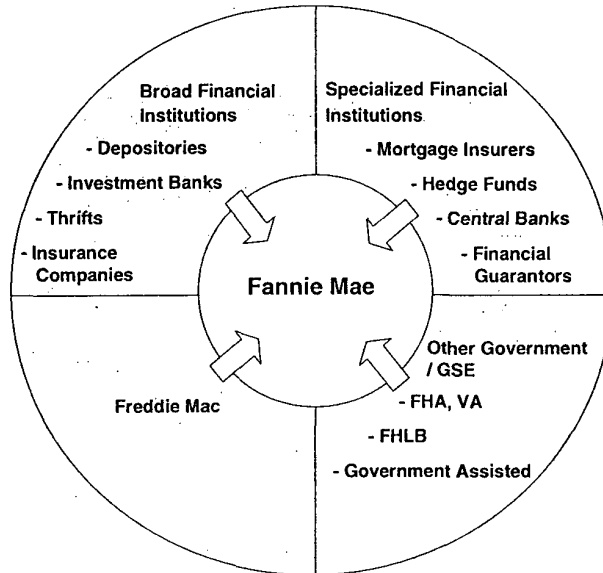 Broad Financial
Institutions
- Depositories
- Investment Banks
- Thrifts
- Insurance
Companies
Specialized Financial
Institutions
- Mortgage Insurers
- Hedge Funds
- Central Banks
- Financial
Guarantors
Fannie Mae
Freddie Mac
Other Government
/ GSE
- FHA, VA
- FHLB
- Government Assisted